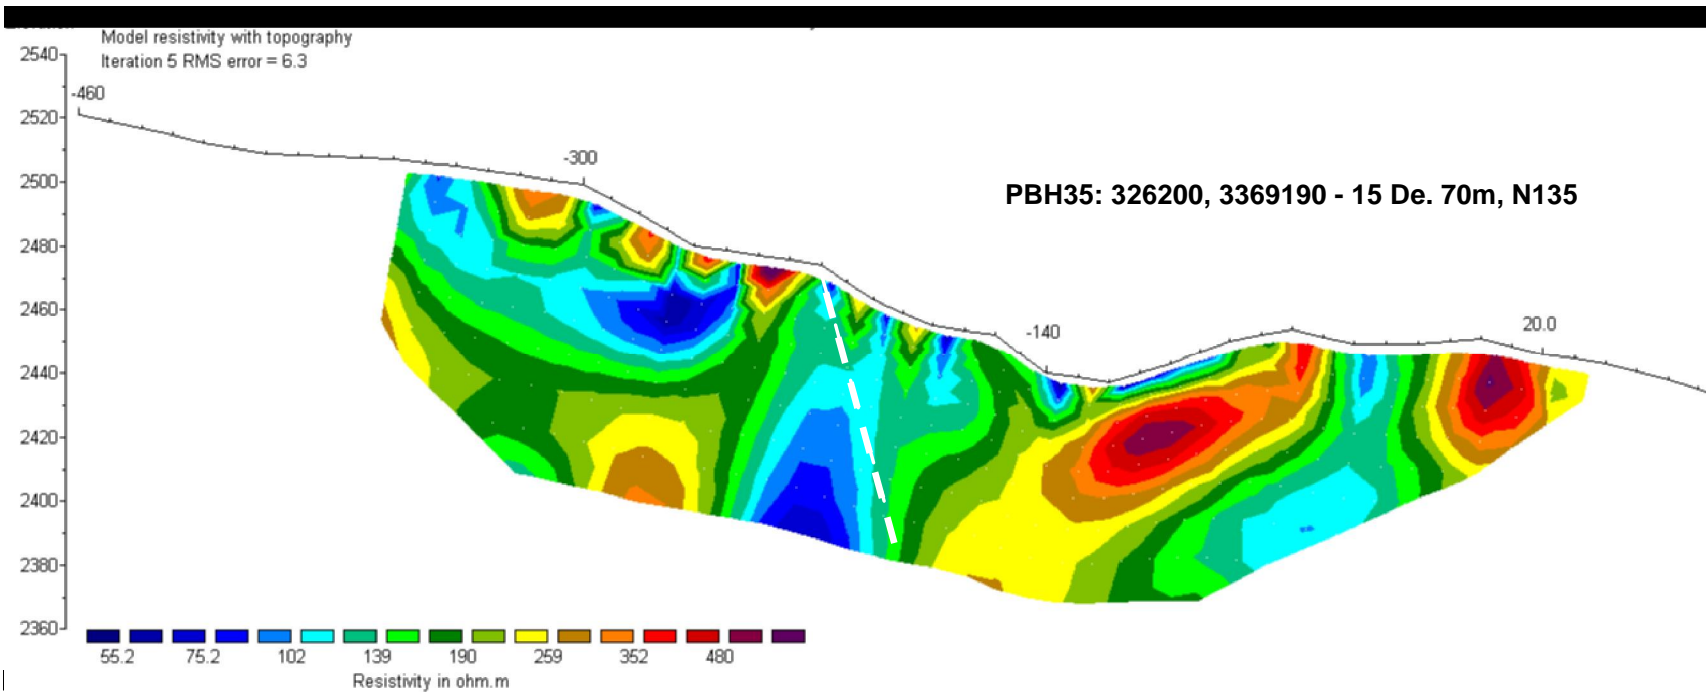 Model resistivity with topography
Iteration 5 RMS error = 6.3
2540
-460
2520
-300
2500
PBH35: 326200, 3369190 - 15 De. 70m, N135
2480
2460
-140
20.0
2440
2420
2400
2380
2360
55.2 75.2 102 139 190 259 352 480
Resistivity in ohm.m